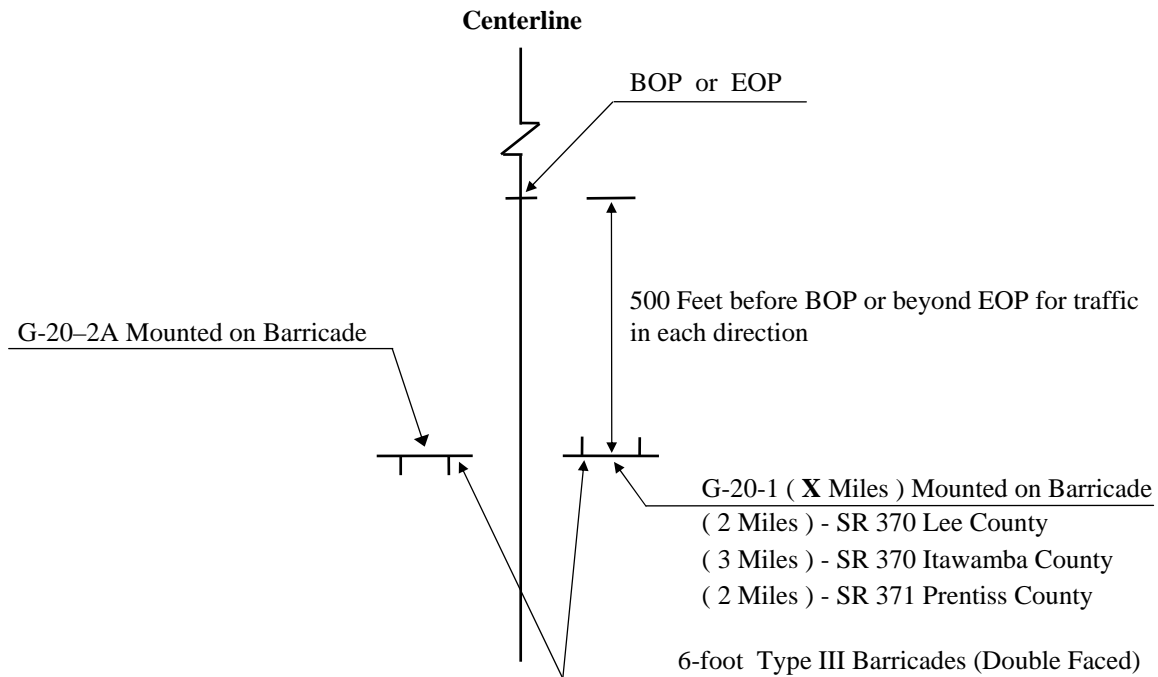 Centerline
BOP or EOP
500 Feet before BOP or beyond EOP for traffic
in each direction
G-20–2A Mounted on Barricade
G-20-1 ( X Miles ) Mounted on Barricade
( 2 Miles ) - SR 370 Lee County
( 3 Miles ) - SR 370 Itawamba County
( 2 Miles ) - SR 371 Prentiss County
6-foot Type III Barricades (Double Faced)